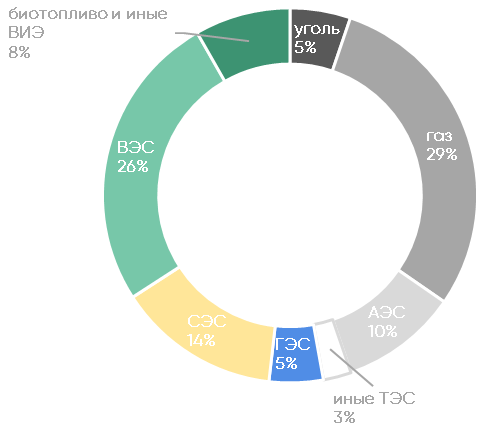 биотопливо и иные
ВИЭ
8%
уголь
5%
газ
29%
ВЭС
26%
АЭС
10%
СЭС
14%
ГЭС
5%
иные ТЭС
3%